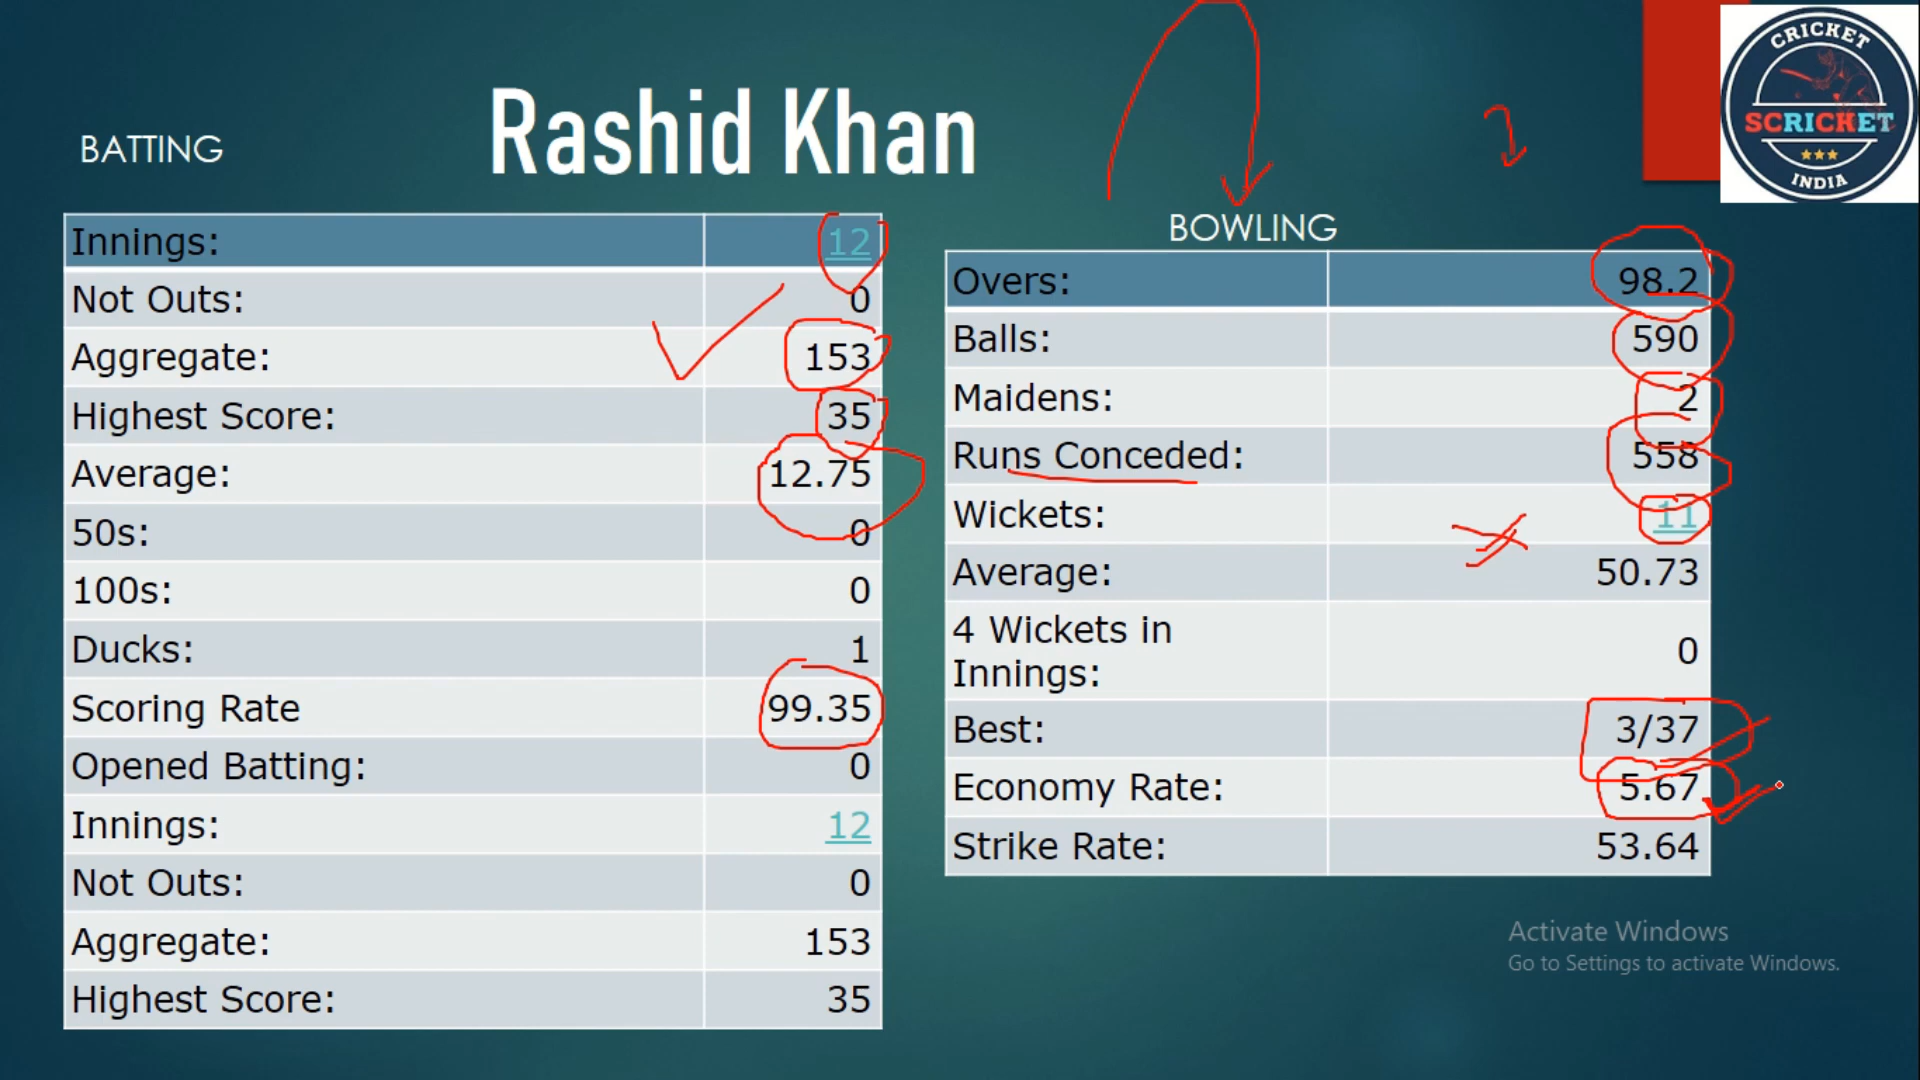 Rashid Khan
CRICKET
SCRICKET
INDIA
BATTING
Innings: 12
Not Outs: 0
Aggregate: 153
Highest Score: 35
Average: 12.75
50s: 0
100s: 0
Ducks: 1
Scoring Rate 99.35
Opened Batting: 0
Innings: 12
Not Outs: 0
Aggregate: 153
Highest Score: 35
BOWLING
Overs: 98.2
Balls: 590
Maidens: 2
Runs Conceded: 558
Wickets: 11
Average: 50.73
4 Wickets in
Innings: 0
Best: 3/37
Economy Rate: 5.67
Strike Rate: 53.64
Activate Windows
Go to Settings to activate Windows.